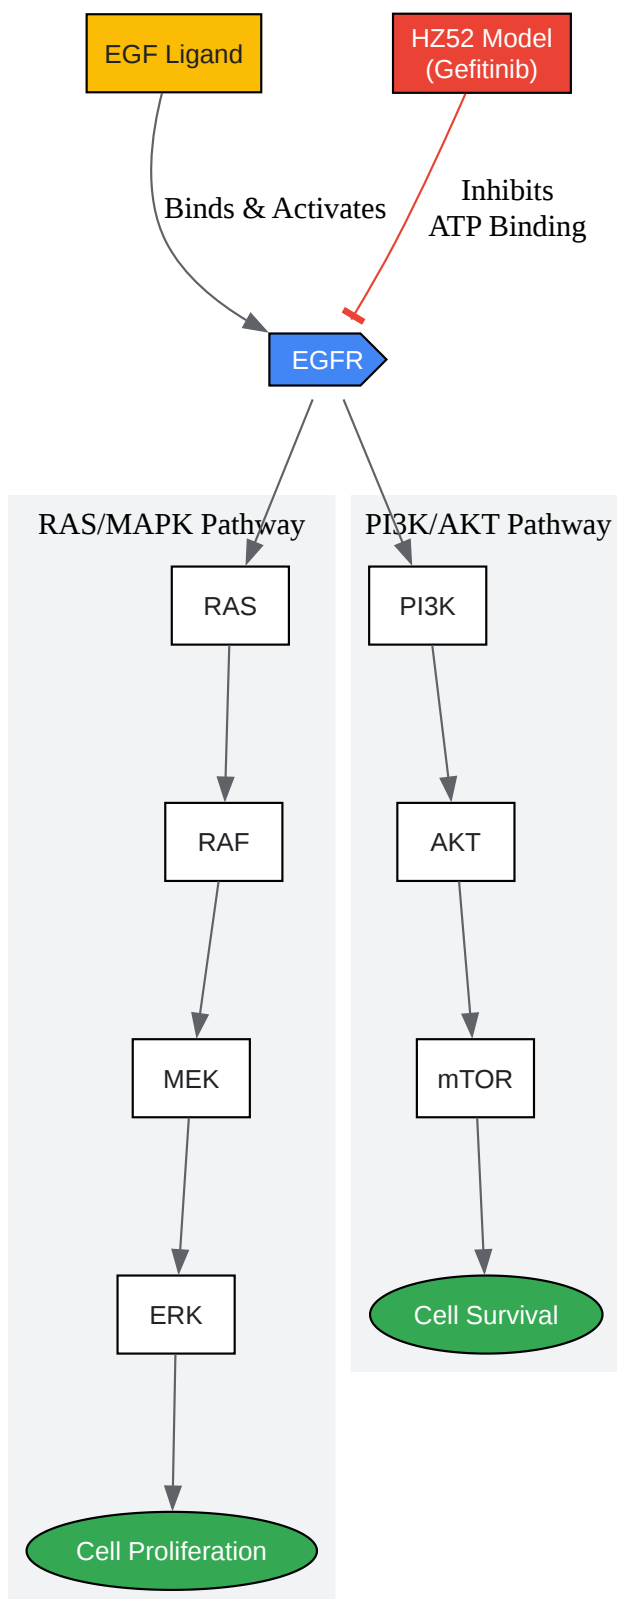 EGF Ligand
HZ52 Model
(Gefitinib)
Binds & Activates
Inhibits
ATP Binding
EGFR
RAS/MAPK Pathway
PI3K/AKT Pathway
RAS
PI3K
RAF
AKT
MEK
mTOR
ERK
Cell Survival
Cell Proliferation